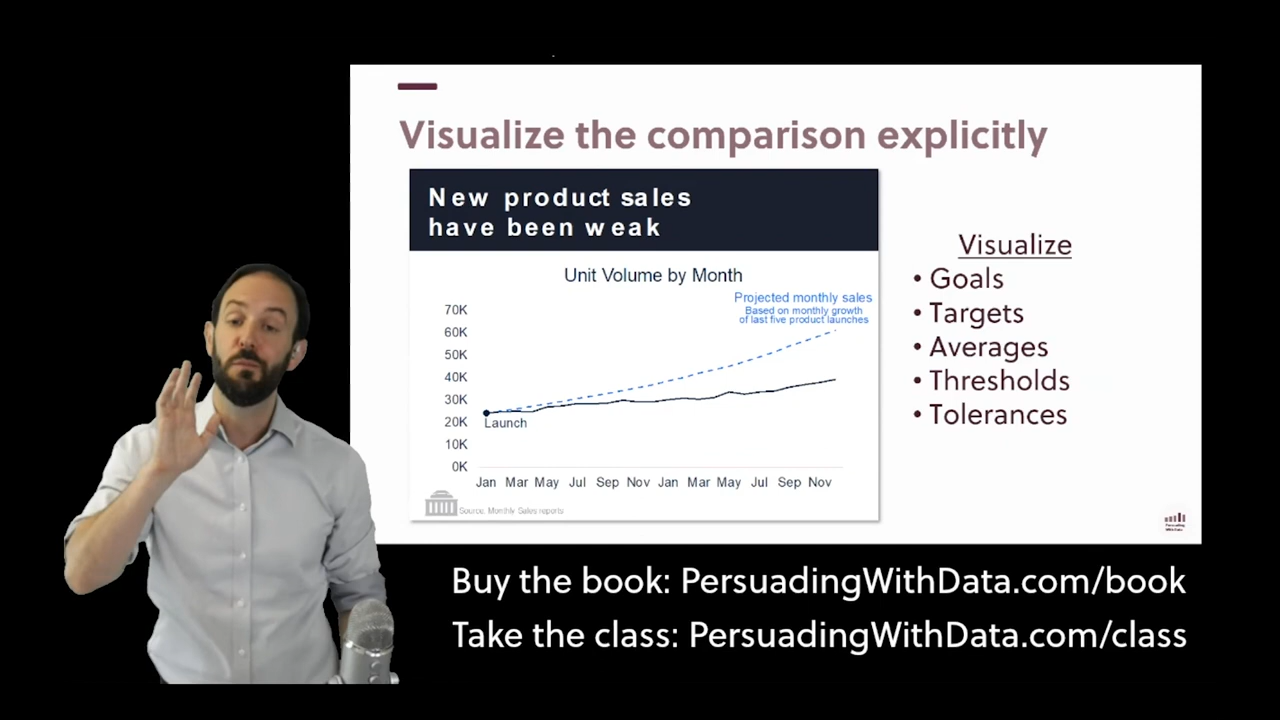 Visualize the comparison explicitly
New product sales
have been weak
Unit Volume by Month
Projected monthly sales
Based on monthly growth
of last five product launches
70K
60K
50K
40K
30K
20K
10K
0K
Launch
Jan Mar May Jul Sep Nov Jan Mar May Jul Sep Nov
Source: Monthly Sales reports
Visualize
• Goals
• Targets
• Averages
• Thresholds
• Tolerances
Persuading
With Data
Buy the book: PersuadingWithData.com/book
Take the class: PersuadingWithData.com/class